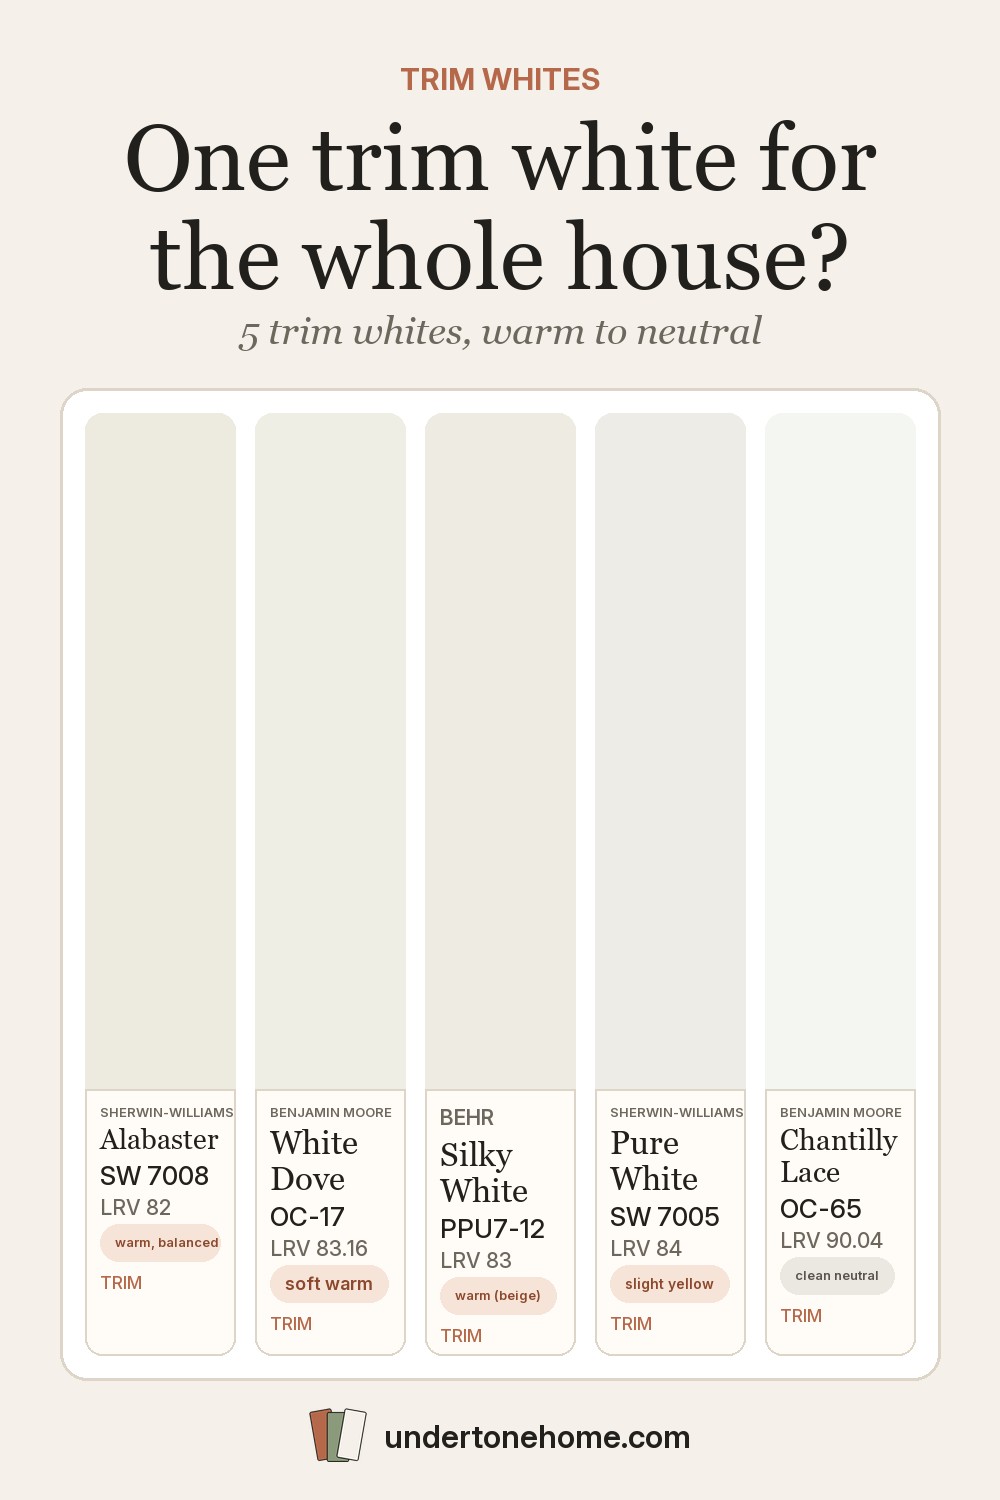 TRIM WHITES
One trim white for
the whole house?
5 trim whites, warm to neutral
SHERWIN-WILLIAMS
Alabaster
SW 7008
LRV 82
warm, balanced
TRIM
BENJAMIN MOORE
White
Dove
OC-17
LRV 83.16
soft warm
TRIM
BEHR
Silky
White
PPU7-12
LRV 83
warm (beige)
TRIM
SHERWIN-WILLIAMS
Pure
White
SW 7005
LRV 84
slight yellow
TRIM
BENJAMIN MOORE
Chantilly
Lace
OC-65
LRV 90.04
clean neutral
TRIM
undertonehome.com